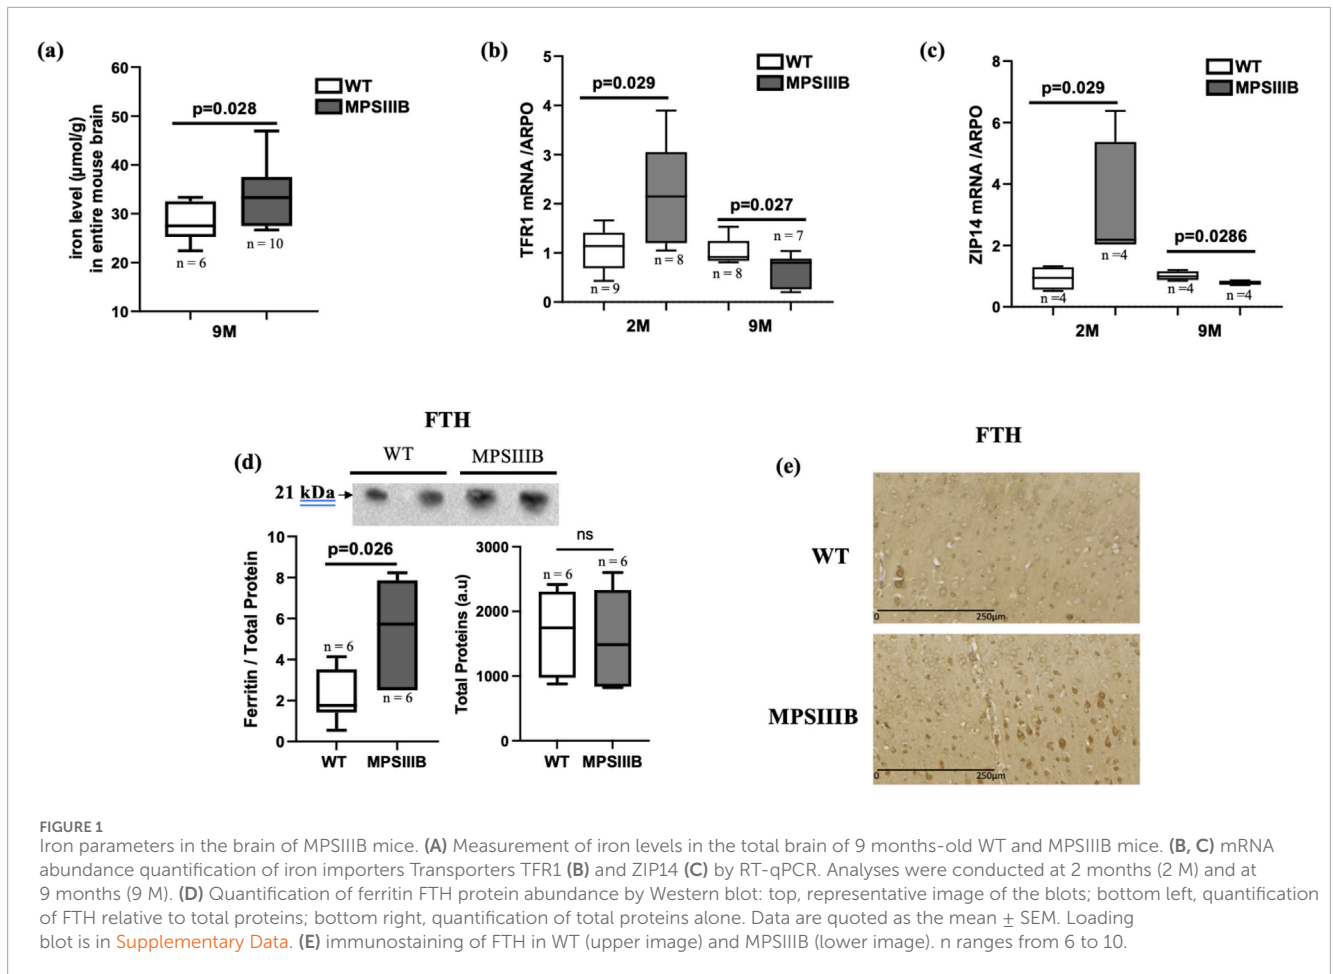 (a)
60
50
40
30
20
10
iron level (μmol/g)
in entire mouse brain
WT
MPSIIIB
p=0.028
n = 6
n = 10
9M
(b)
5
4
3
2
1
0
TFR1 mRNA /ARPO
WT
MPSIIIB
p=0.029
p=0.027
n = 9
n = 8
n = 8
n = 7
2M
9M
(c)
8
6
4
2
0
ZIP14 mRNA /ARPO
WT
MPSIIIB
p=0.029
p=0.0286
n =4
n =4
n =4
n =4
2M
9M
FTH
(d)
WT
MPSIIIB
21 kDa
10
8
6
4
2
0
Ferritin / Total Protein
p=0.026
n = 6
n = 6
WT
MPSIIIB
3000
2000
1000
0
Total Proteins (a.u)
ns
n = 6
n = 6
WT
MPSIIIB
FTH
(e)
WT
0
250μm
MPSIIIB
0
250μm
FIGURE 1
Iron parameters in the brain of MPSIIIB mice. (A) Measurement of iron levels in the total brain of 9 months-old WT and MPSIIIB mice. (B, C) mRNA
abundance quantification of iron importers Transporters TFR1 (B) and ZIP14 (C) by RT-qPCR. Analyses were conducted at 2 months (2 M) and at
9 months (9 M). (D) Quantification of ferritin FTH protein abundance by Western blot: top, representative image of the blots; bottom left, quantification
of FTH relative to total proteins; bottom right, quantification of total proteins alone. Data are quoted as the mean ± SEM. Loading
blot is in Supplementary Data. (E) immunostaining of FTH in WT (upper image) and MPSIIIB (lower image). n ranges from 6 to 10.